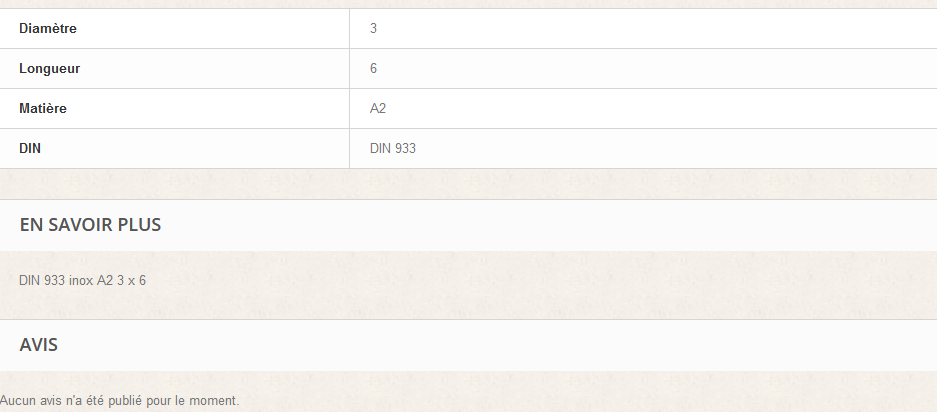 Diamètre 3
Longueur 6
Matière A2
DIN DIN 933
EN SAVOIR PLUS
DIN 933 inox A2 3 x 6
AVIS
Aucun avis n'a été publié pour le moment.